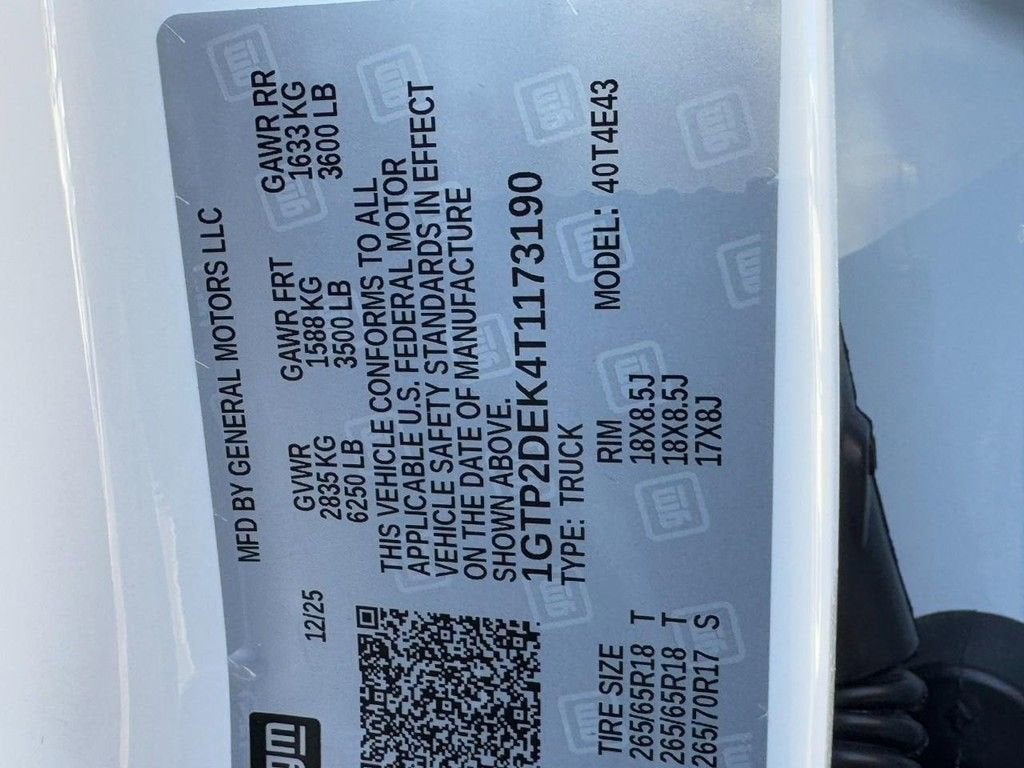 gm
12/25
MFD BY GENERAL MOTORS LLC
GVWR GAWR FRT GAWR RR
2835 KG 1588 KG 1633 KG
6250 LB 3500 LB 3600 LB
THIS VEHICLE CONFORMS TO ALL
APPLICABLE U.S. FEDERAL MOTOR
VEHICLE SAFETY STANDARDS IN EFFECT
ON THE DATE OF MANUFACTURE
SHOWN ABOVE.
1GTP2DEK4T1173190
TYPE: TRUCK MODEL: 40T4E43
TIRE SIZE RIM
265/65R18 T 18X8.5J
265/65R18 T 18X8.5J
265/70R17 S 17X8J